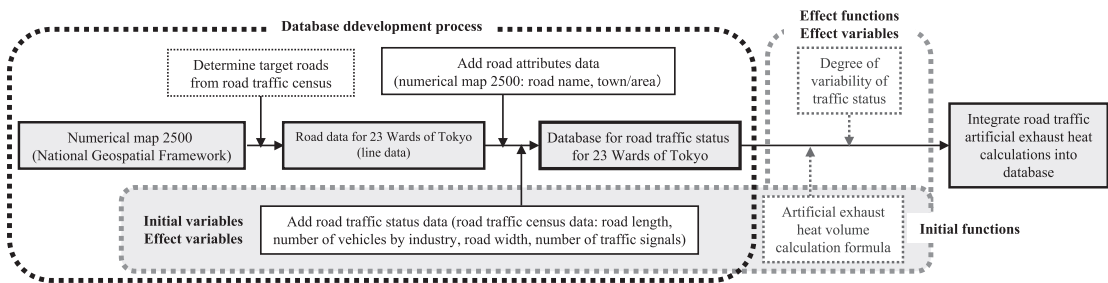 Database ddevelopment process
Effect functions
Effect variables
Determine target roads
from road traffic census
Add road attributes data
(numerical map 2500: road name, town/area)
Degree of
variability of
traffic status
Numerical map 2500
(National Geospatial Framework)
Road data for 23 Wards of Tokyo
(line data)
Database for road traffic status
for 23 Wards of Tokyo
Integrate road traffic
artificial exhaust heat
calculations into
database
Initial variables
Effect variables
Add road traffic status data (road traffic census data: road length,
number of vehicles by industry, road width, number of traffic signals)
Artificial exhaust
heat volume
calculation formula
Initial functions